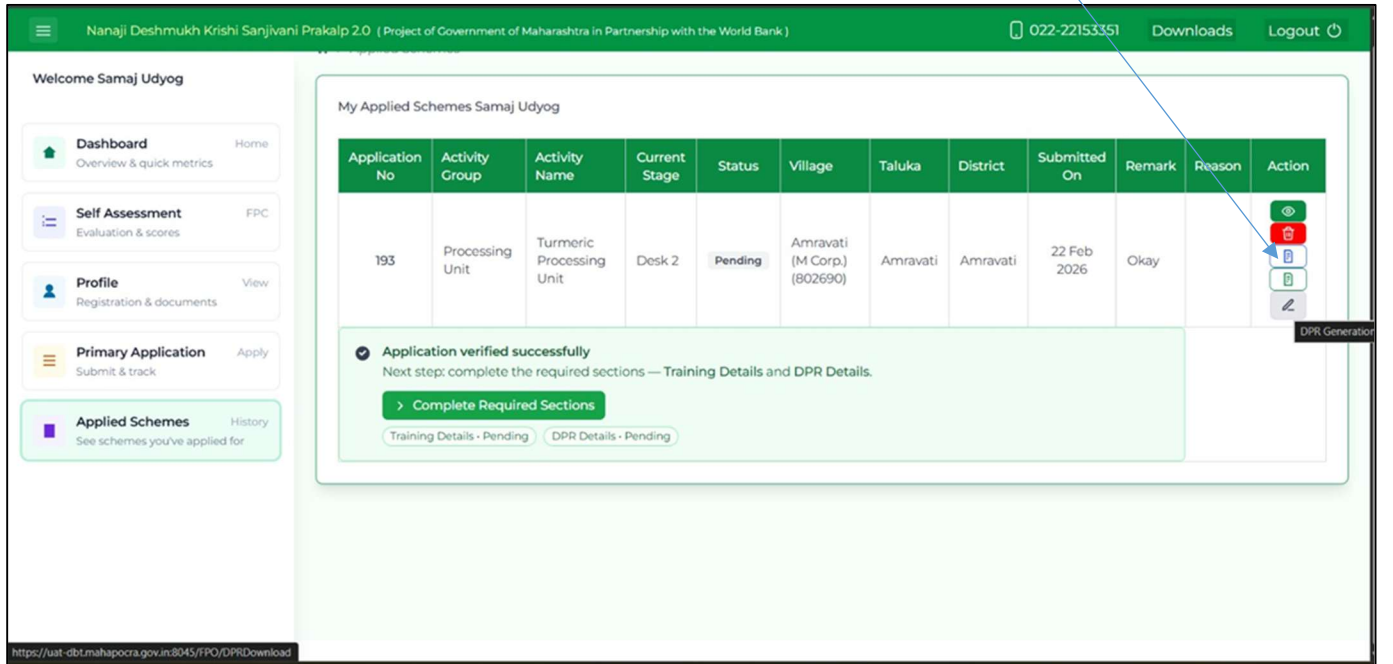 Nanaji Deshmukh Krishi Sanjivani Prakalp 2.0 ( Project of Government of Maharashtra in Partnership with the World Bank )
022-22153351
Downloads
Logout
Welcome Samaj Udyog
Dashboard
Home
Overview & quick metrics
Self Assessment
FPC
Evaluation & scores
Profile
View
Registration & documents
Primary Application
Apply
Submit & track
Applied Schemes
History
See schemes you've applied for
My Applied Schemes Samaj Udyog
Application No
Activity Group
Activity Name
Current Stage
Status
Village
Taluka
District
Submitted On
Remark
Reason
Action
193
Processing Unit
Turmeric Processing Unit
Desk 2
Pending
Amravati (M Corp.) (802690)
Amravati
Amravati
22 Feb 2026
Okay
DPR Generation
Application verified successfully
Next step: complete the required sections — Training Details and DPR Details.
Complete Required Sections
Training Details • Pending
DPR Details • Pending
https://uat-dbt.mahapocra.gov.in:8045/FPO/DPRDownload